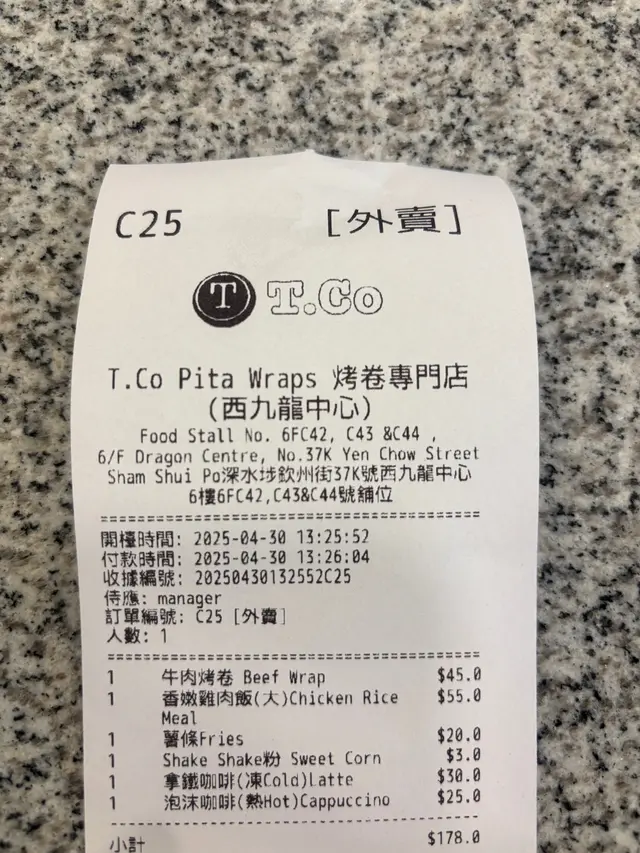 C25 [外賣]
T T.Co
T.Co Pita Wraps 烤卷專門店
(西九龍中心)
Food Stall No. 6FC42, C43 &C44 ,
6/F Dragon Centre, No.37K Yen Chow Street
Sham Shui Po深水埗欽州街37K號西九龍中心
6樓6FC42,C43&C44號舖位
開檯時間: 2025-04-30 13:25:52
付款時間: 2025-04-30 13:26:04
收據編號: 20250430132552C25
侍應: manager
訂單編號: C25 [外賣]
人數: 1
1 牛肉烤卷 Beef Wrap $45.0
1 香嫩雞肉飯(大)Chicken Rice $55.0
Meal
1 薯條Fries $20.0
1 Shake Shake粉 Sweet Corn $3.0
1 拿鐵咖啡(凍Cold)Latte $30.0
1 泡沫咖啡(熱Hot)Cappuccino $25.0
小計 $178.0